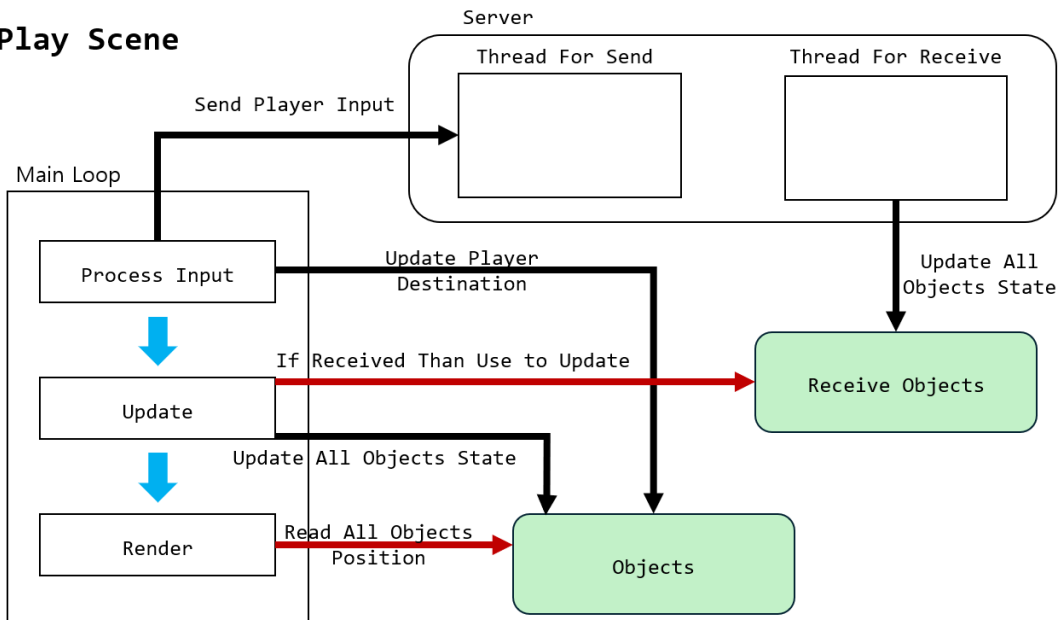 Play Scene
Server
Thread For Send
Thread For Receive
Send Player Input
Main Loop
Process Input
Update Player
Destination
Update All
Objects State
If Received Than Use to Update
Receive Objects
Update
Update All Objects State
Read All Objects
Position
Render
Objects